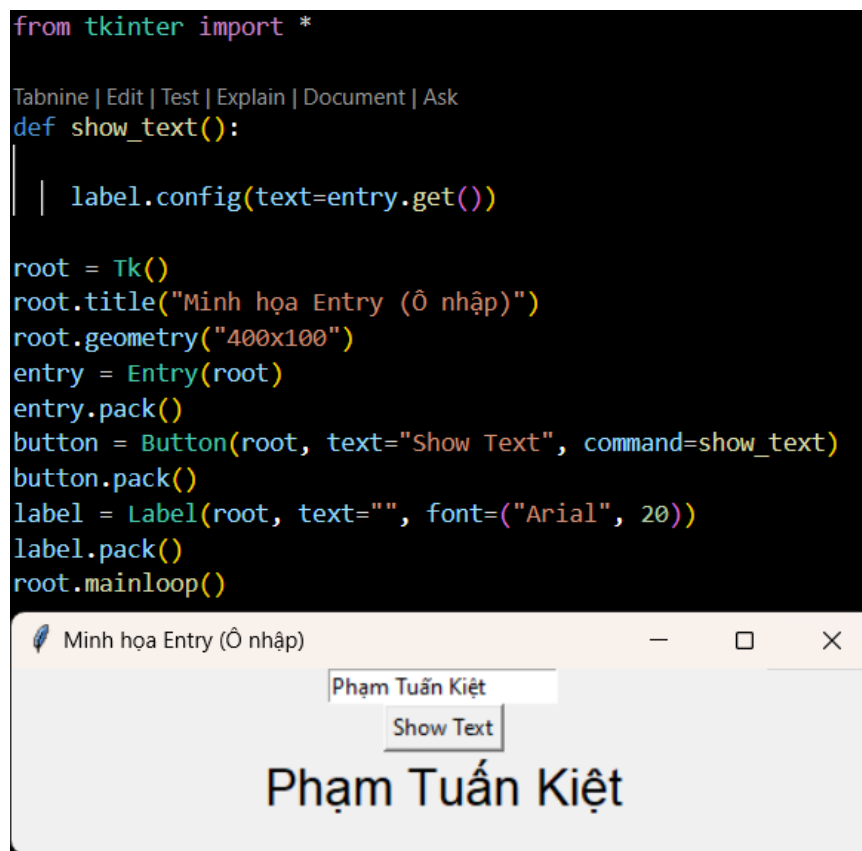 from tkinter import *
Tabnine | Edit | Test | Explain | Document | Ask
def show_text():
label.config(text=entry.get())
root = Tk()
root.title("Minh họa Entry (Ô nhập)")
root.geometry("400x100")
entry = Entry(root)
entry.pack()
button = Button(root, text="Show Text", command=show_text)
button.pack()
label = Label(root, text="", font=("Arial", 20))
label.pack()
root.mainloop()
Minh họa Entry (Ô nhập)
Phạm Tuấn Kiệt
Show Text
Phạm Tuấn Kiệt